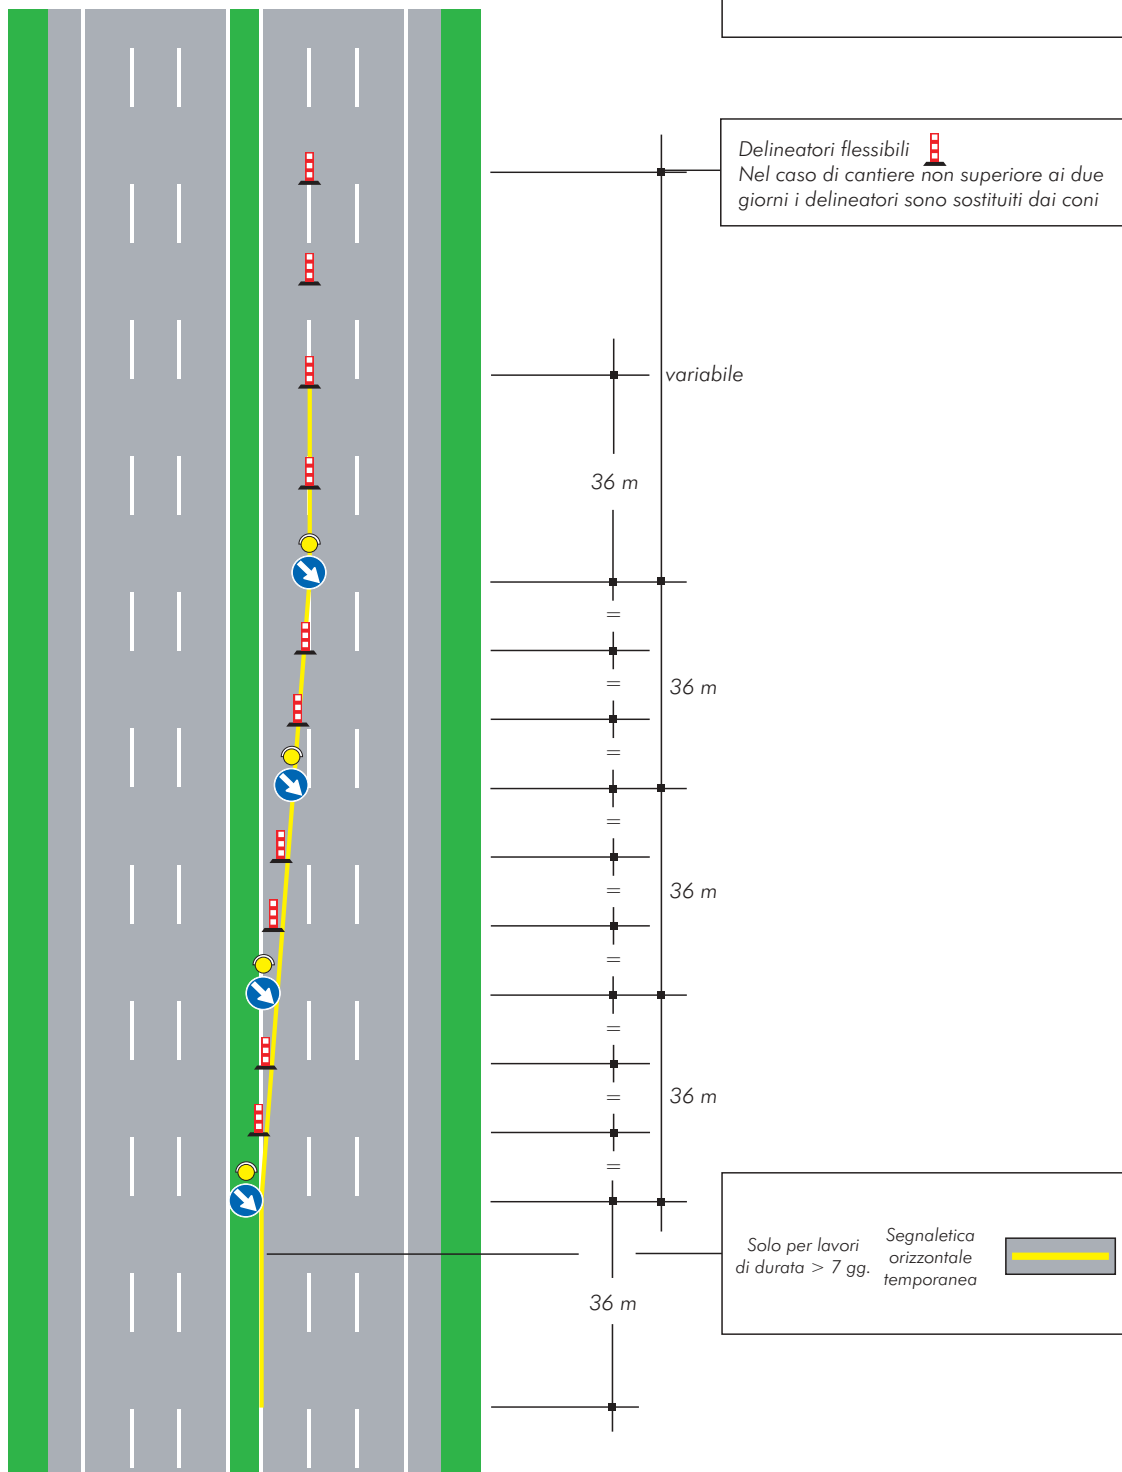 Delineatori flessibili
Nel caso di cantiere non superiore ai due
giorni i delineatori sono sostituiti dai coni
variabile
36 m
=
=
36 m
=
=
36 m
=
=
=
36 m
=
=
Solo per lavori
di durata > 7 gg.
Segnaletica
orizzontale
temporanea
36 m